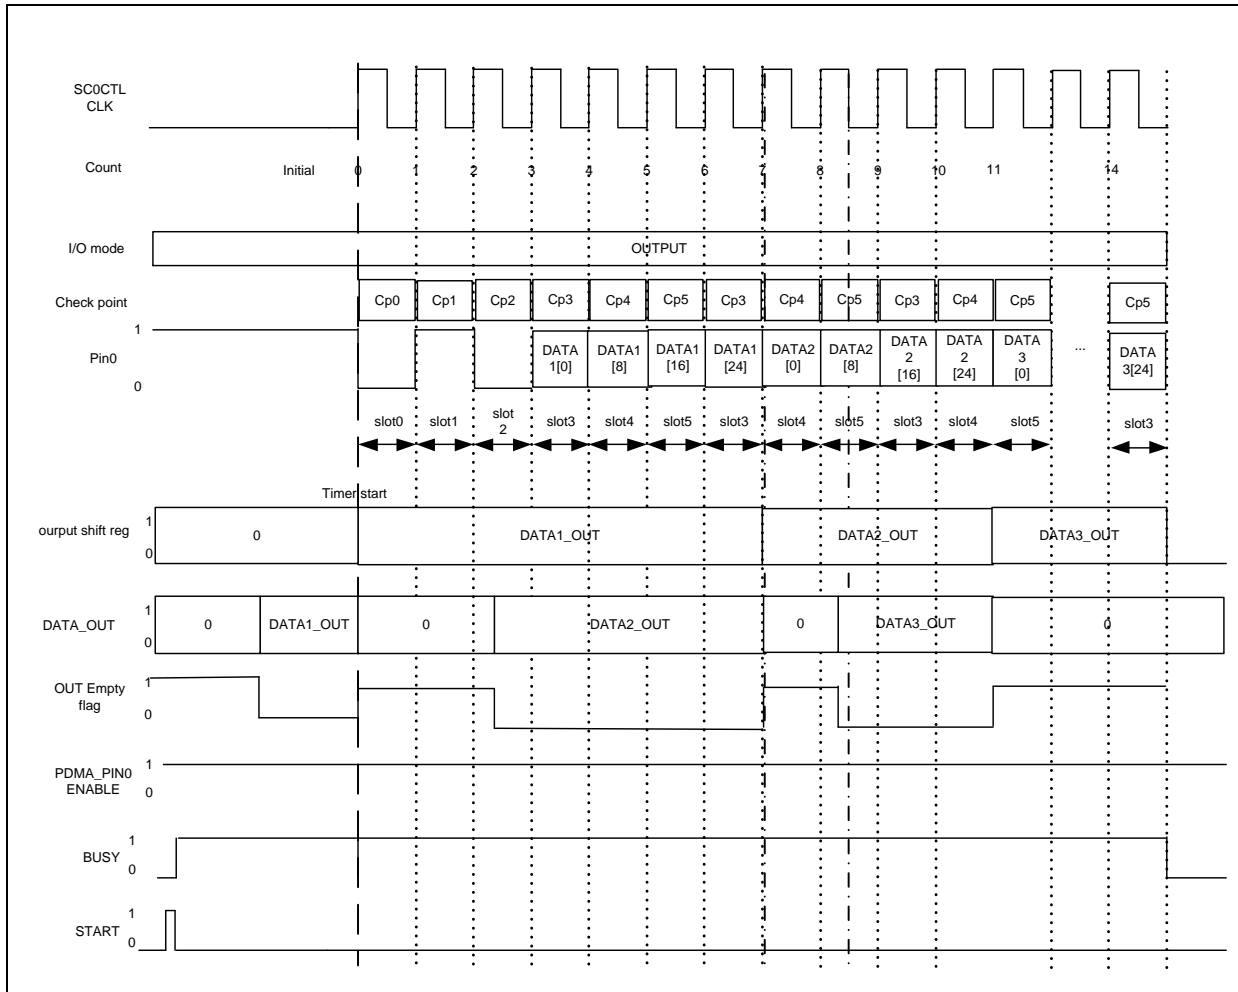 SC0CTL
CLK
Count Initial 0 1 2 3 4 5 6 7 8 9 10 11 14
I/O mode OUTPUT
Check point Cp0 Cp1 Cp2 Cp3 Cp4 Cp5 Cp3 Cp4 Cp5 Cp3 Cp4 Cp5 Cp5
1
Pin0
0
DATA
1[0]
DATA1
[8]
DATA1
[16]
DATA1
[24]
DATA2
[0]
DATA2
[8]
DATA
2
[16]
DATA
2
[24]
DATA
3
[0]
...
DATA
3[24]
slot0 slot1 slot
2
slot3 slot4 slot5 slot3 slot4 slot5 slot3 slot4 slot5 slot3
Timer start
ourput shift reg 1
0
0 DATA1_OUT DATA2_OUT DATA3_OUT
DATA_OUT 1
0
0 DATA1_OUT 0 DATA2_OUT 0 DATA3_OUT 0
OUT Empty
flag
1
0
PDMA_PIN0
ENABLE
1
0
BUSY 1
0
START 1
0